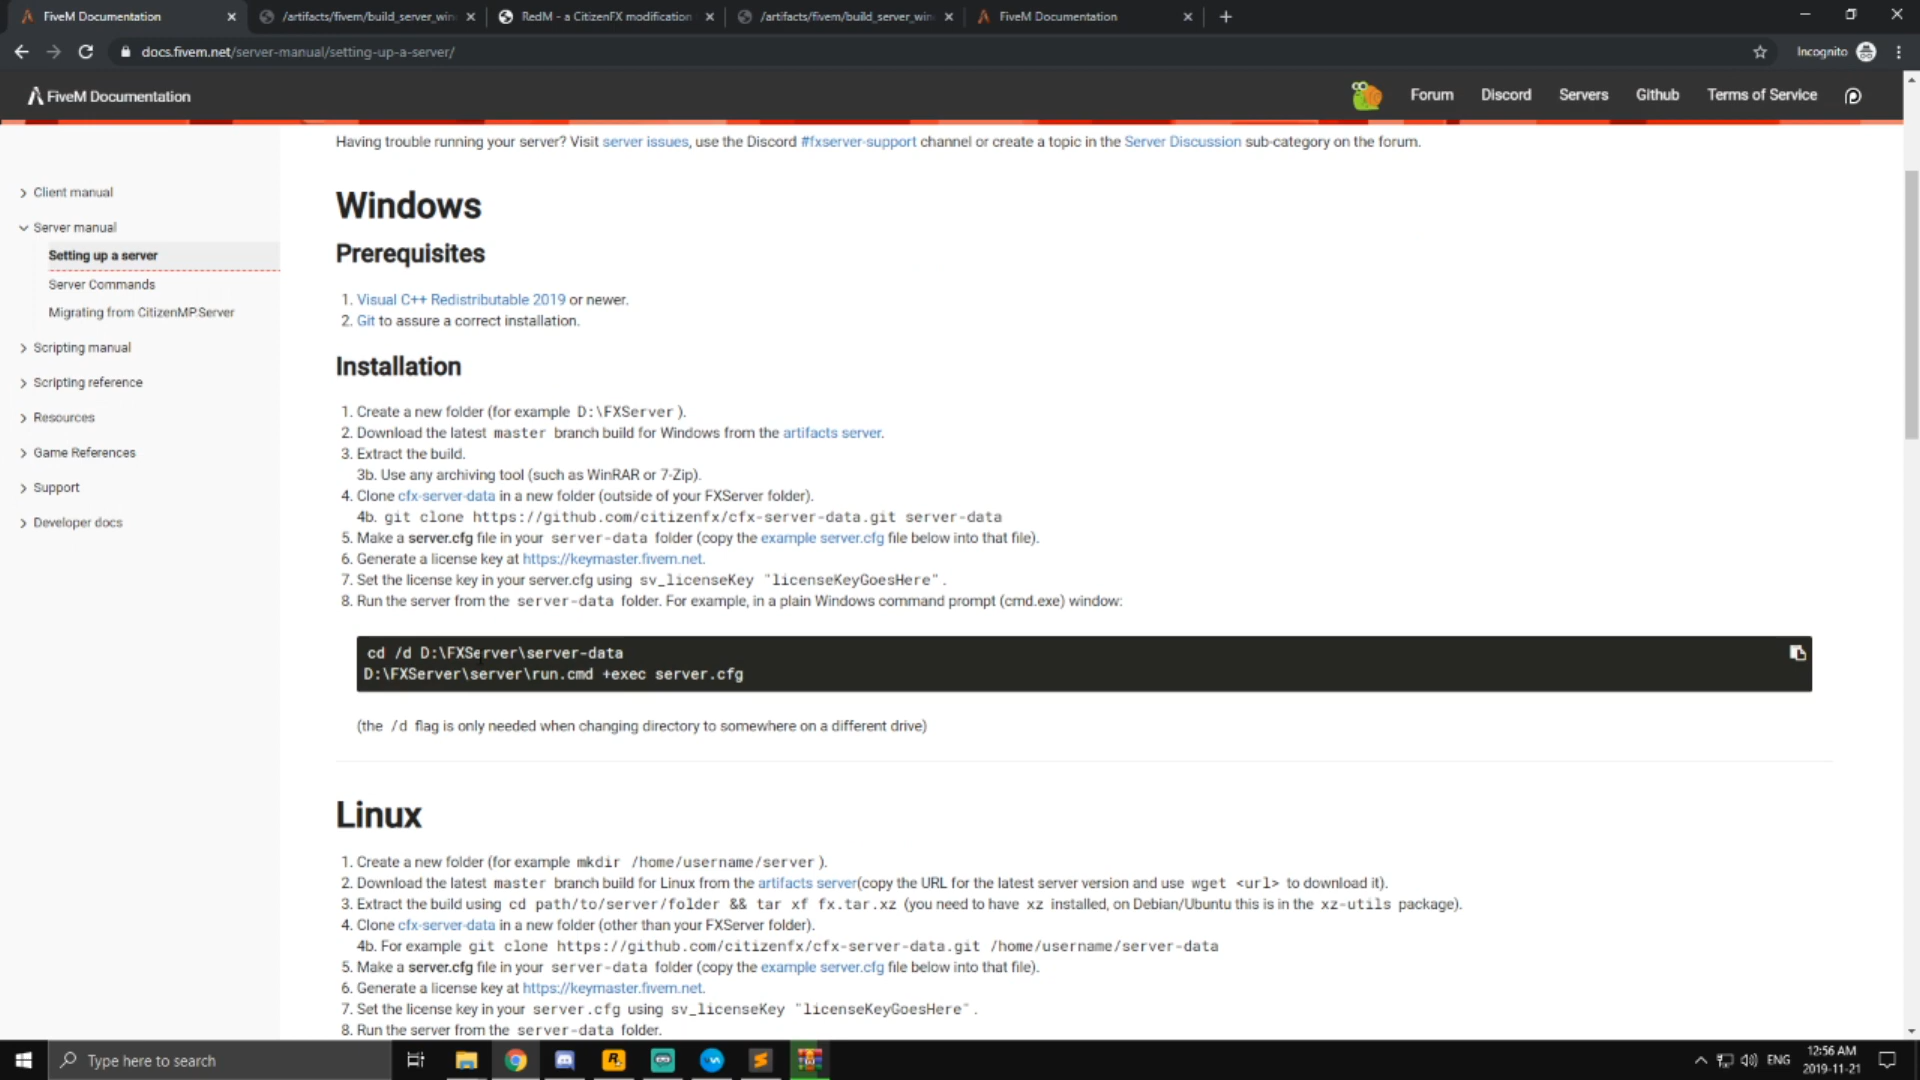 FiveM Documentation
/artifacts/fivem/build_server_win
RedM - a CitizenFX modification
/artifacts/fivem/build_server_win
FiveM Documentation
docs.fivem.net/server-manual/setting-up-a-server/
Incognito
FiveM Documentation
Forum
Discord
Servers
Github
Terms of Service
Having trouble running your server? Visit server issues, use the Discord #fxserver-support channel or create a topic in the Server Discussion sub-category on the forum.
Client manual
Server manual
Setting up a server
Server Commands
Migrating from CitizenMP.Server
Scripting manual
Scripting reference
Resources
Game References
Support
Developer docs
Windows
Prerequisites
1. Visual C++ Redistributable 2019 or newer.
2. Git to assure a correct installation.
Installation
1. Create a new folder (for example D:\FXServer).
2. Download the latest master branch build for Windows from the artifacts server.
3. Extract the build.
3b. Use any archiving tool (such as WinRAR or 7-Zip).
4. Clone cfx-server-data in a new folder (outside of your FXServer folder).
4b. git clone https://github.com/citizenfx/cfx-server-data.git server-data
5. Make a server.cfg file in your server-data folder (copy the example server.cfg file below into that file).
6. Generate a license key at https://keymaster.fivem.net.
7. Set the license key in your server.cfg using sv_licenseKey "licenseKeyGoesHere".
8. Run the server from the server-data folder. For example, in a plain Windows command prompt (cmd.exe) window:
cd /d D:\FXServer\server-data
D:\FXServer\server\run.cmd +exec server.cfg
(the /d flag is only needed when changing directory to somewhere on a different drive)
Linux
1. Create a new folder (for example mkdir /home/username/server).
2. Download the latest master branch build for Linux from the artifacts server(copy the URL for the latest server version and use wget <url> to download it).
3. Extract the build using cd path/to/server/folder && tar xf fx.tar.xz (you need to have xz installed, on Debian/Ubuntu this is in the xz-utils package).
4. Clone cfx-server-data in a new folder (other than your FXServer folder).
4b. For example git clone https://github.com/citizenfx/cfx-server-data.git /home/username/server-data
5. Make a server.cfg file in your server-data folder (copy the example server.cfg file below into that file).
6. Generate a license key at https://keymaster.fivem.net.
7. Set the license key in your server.cfg using sv_licenseKey "licenseKeyGoesHere".
8. Run the server from the server-data folder.
Type here to search
ENG
12:56 AM
2019-11-21